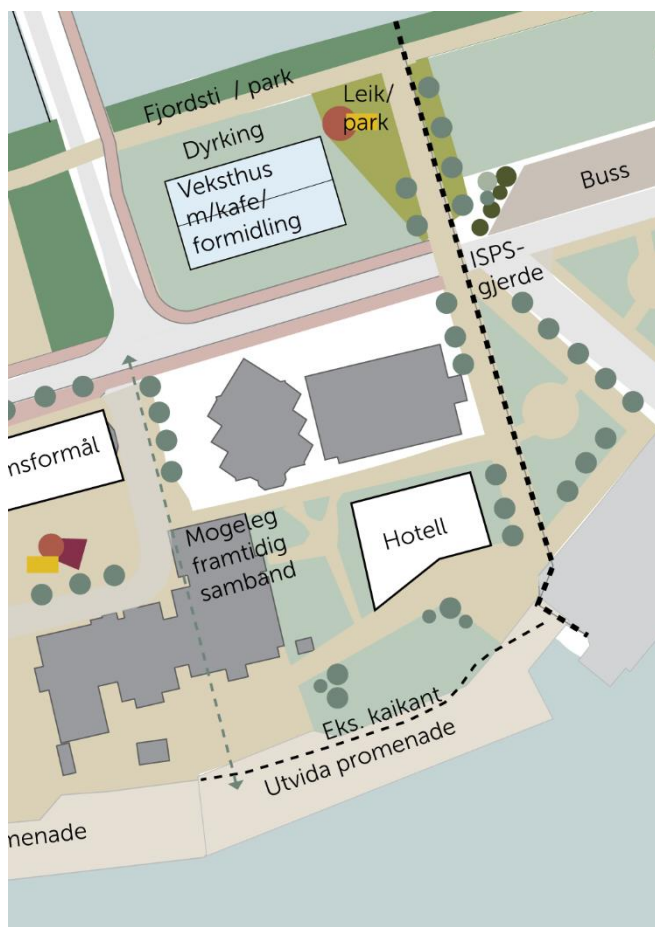 Fjordsti / park
Leik/
park
Dyrking
Veksthus
m/kafe/
formidling
Buss
ISPS-
gjerde
msformål
Mogeleg
framtidig
samband
Hotell
Eks. kaikant
Utvida promenade
menade